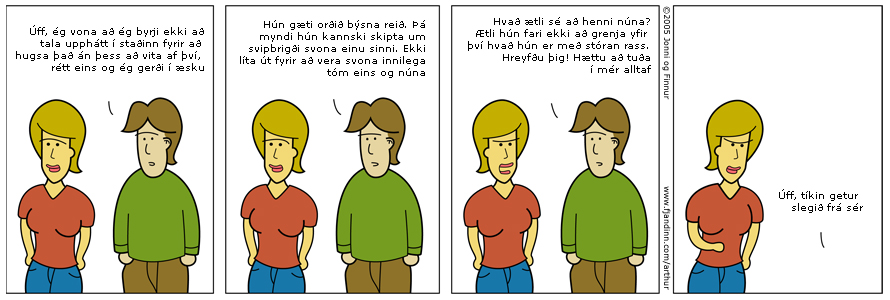 Úff, ég vona að ég byrji ekki að
tala upphátt í staðinn fyrir að
hugsa það án þess að vita af því,
rétt eins og ég gerði í æsku
Hún gæti orðið býsna reið. Þá
myndi hún kannski skipta um
svipbrigði svona einu sinni. Ekki
líta út fyrir að vera svona innilega
tóm eins og núna
Hvað ætli sé að henni núna?
Ætli hún fari ekki að grenja yfir
því hvað hún er með stóran rass.
Hreyfðu þig! Hættu að tuða
í mér alltaf
©2005 Jonni og Finnur
www.fjandinn.com/arthur
Úff, tíkin getur
slegið frá sér